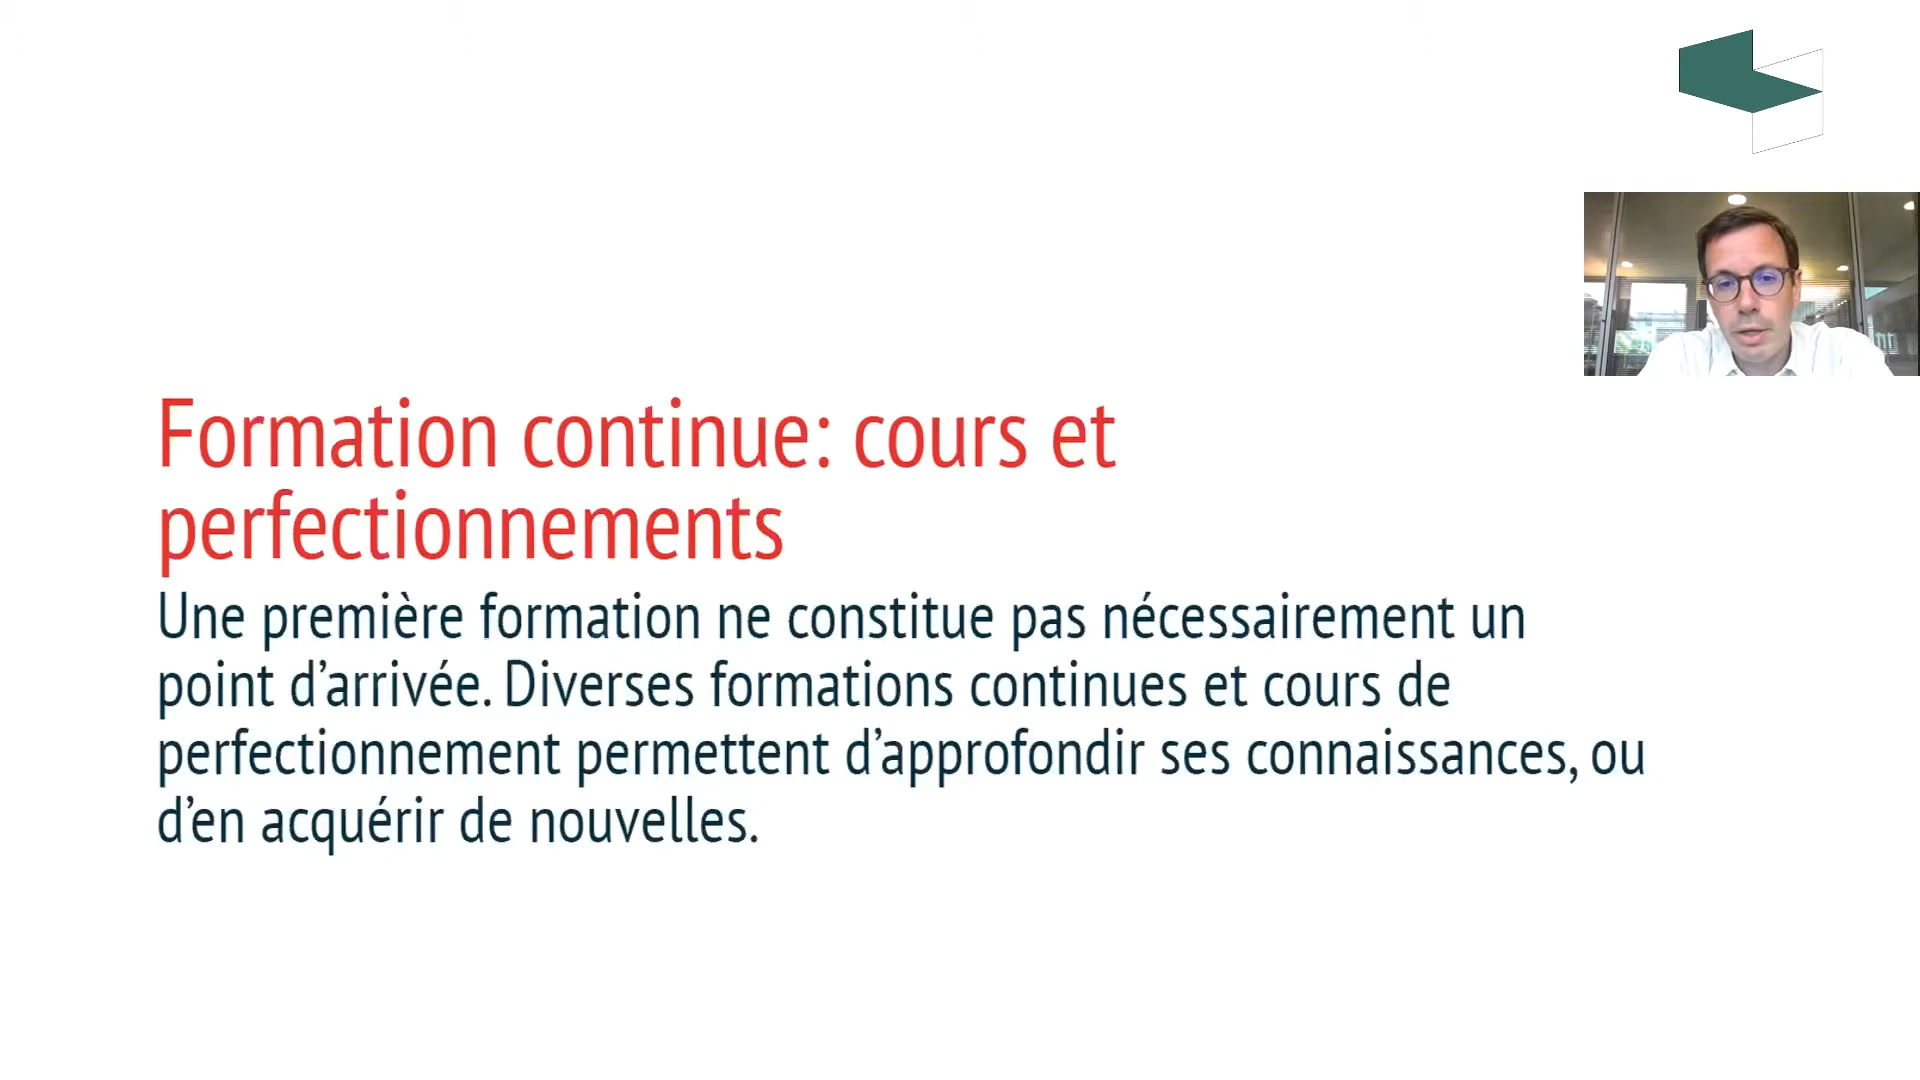 Formation continue: cours et
perfectionnements
Une première formation ne constitue pas nécessairement un
point d’arrivée. Diverses formations continues et cours de
perfectionnement permettent d’approfondir ses connaissances, ou
d’en acquérir de nouvelles.